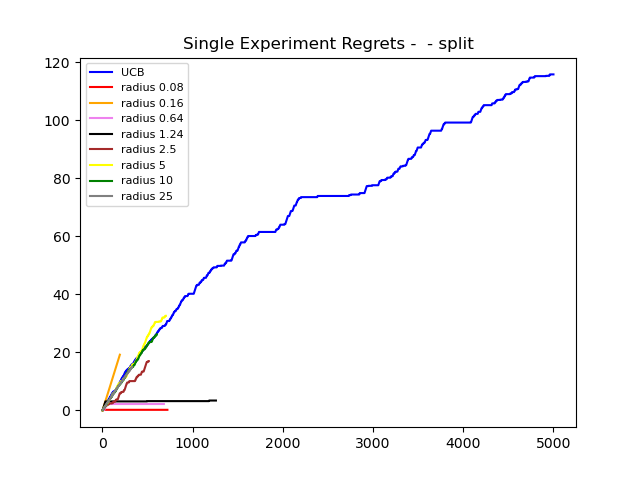 Single Experiment Regrets -  - split
UCB
radius 0.08
radius 0.16
radius 0.64
radius 1.24
radius 2.5
radius 5
radius 10
radius 25
120
100
80
60
40
20
0
0 1000 2000 3000 4000 5000